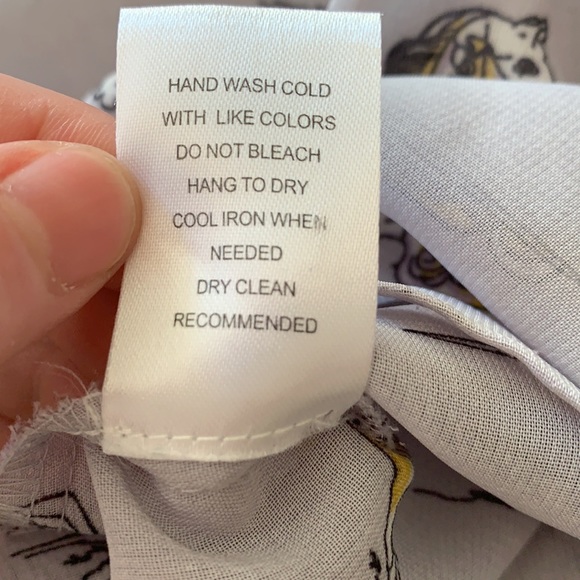 HAND WASH COLD
WITH LIKE COLORS
DO NOT BLEACH
HANG TO DRY
COOL IRON WHEN
NEEDED
DRY CLEAN
RECOMMENDED